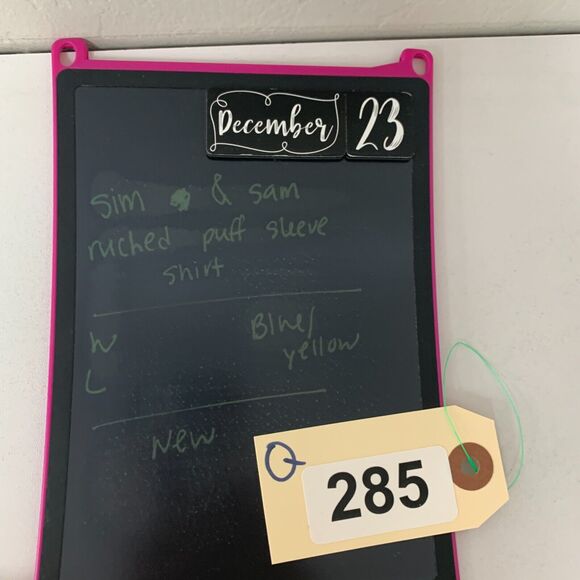 December 23
sim & sam
ruched puff sleeve
shirt
W Blue/
yellow
L
New
285